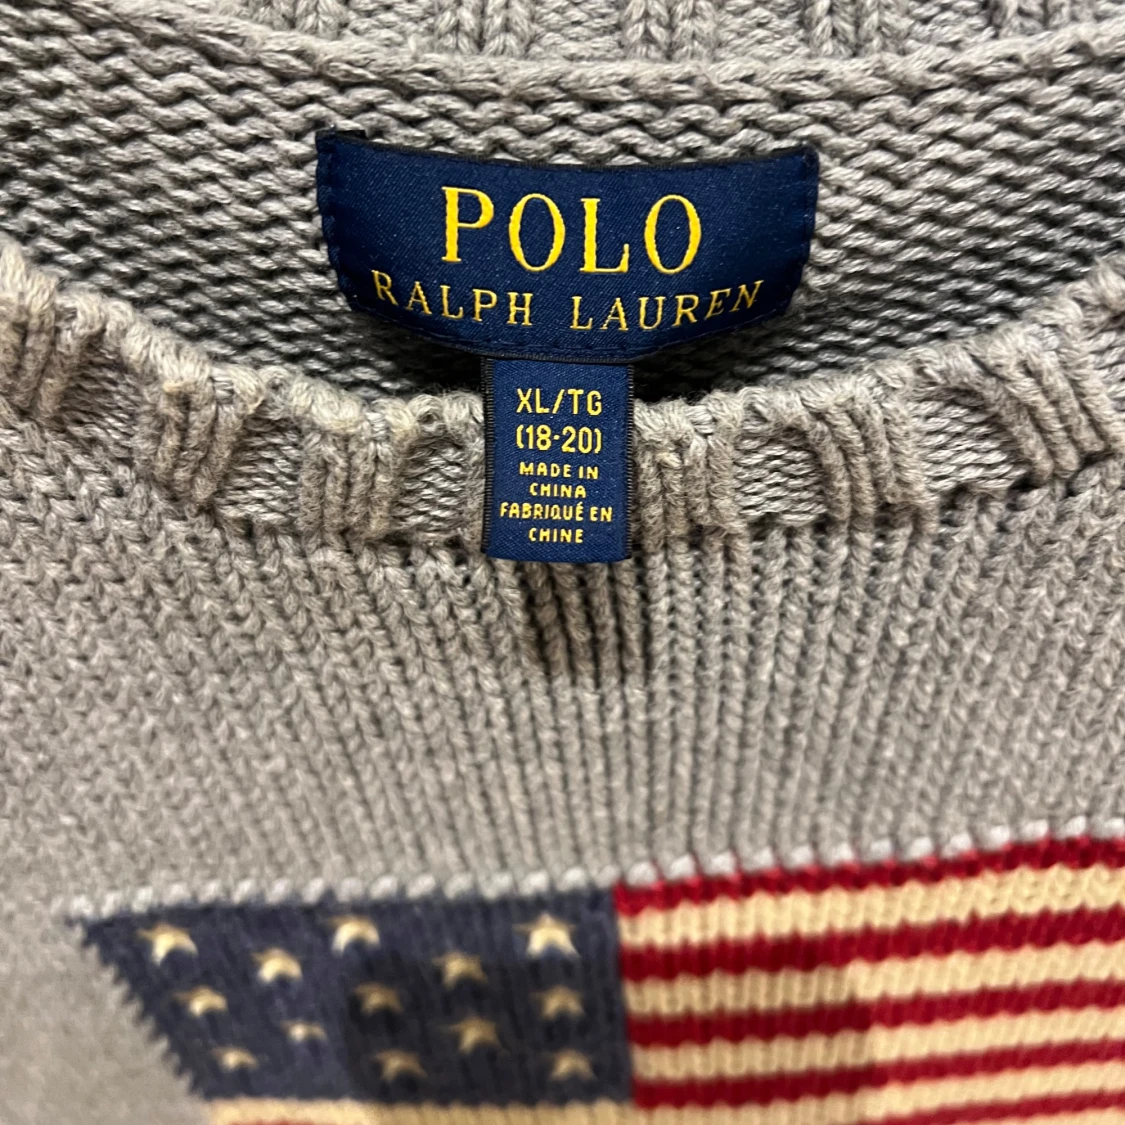 POLO
RALPH LAUREN
XL/TG
(18-20)
MADE IN
CHINA
FABRIQUÉ EN
CHINE